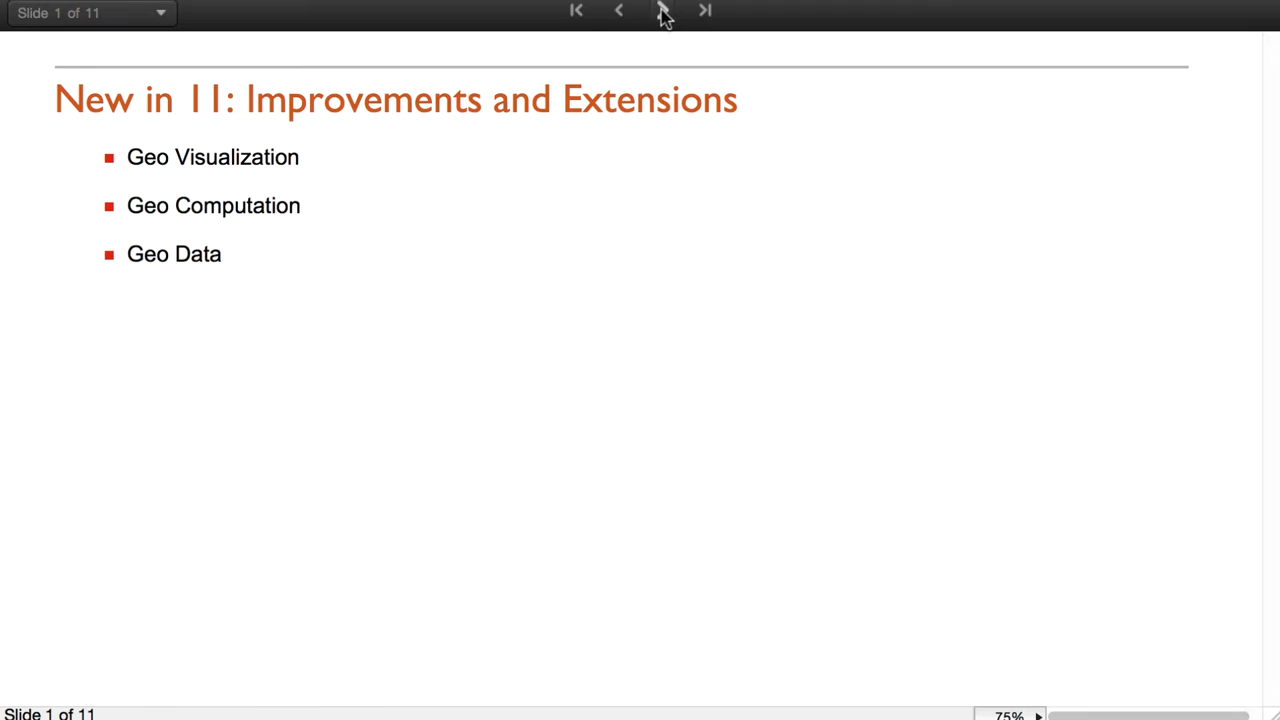 Slide 1 of 11
New in 11: Improvements and Extensions
Geo Visualization
Geo Computation
Geo Data
Slide 1 of 11
75%